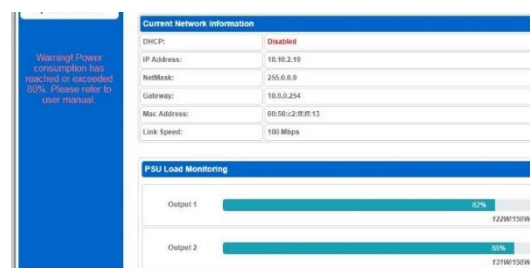 Warning! Power
consumption has
reached or exceeded
80%. Please refer to
user manual.
Current Network Information
DHCP: Disabled
IP Address: 10.10.2.19
NetMask: 255.0.0.0
Gateway: 10.0.0.254
Mac Address: 00:50:c2:ff:ff:13
Link Speed: 100 Mbps
PSU Load Monitoring
Output 1 82%
122W/150W
Output 2 88%
131W/150W